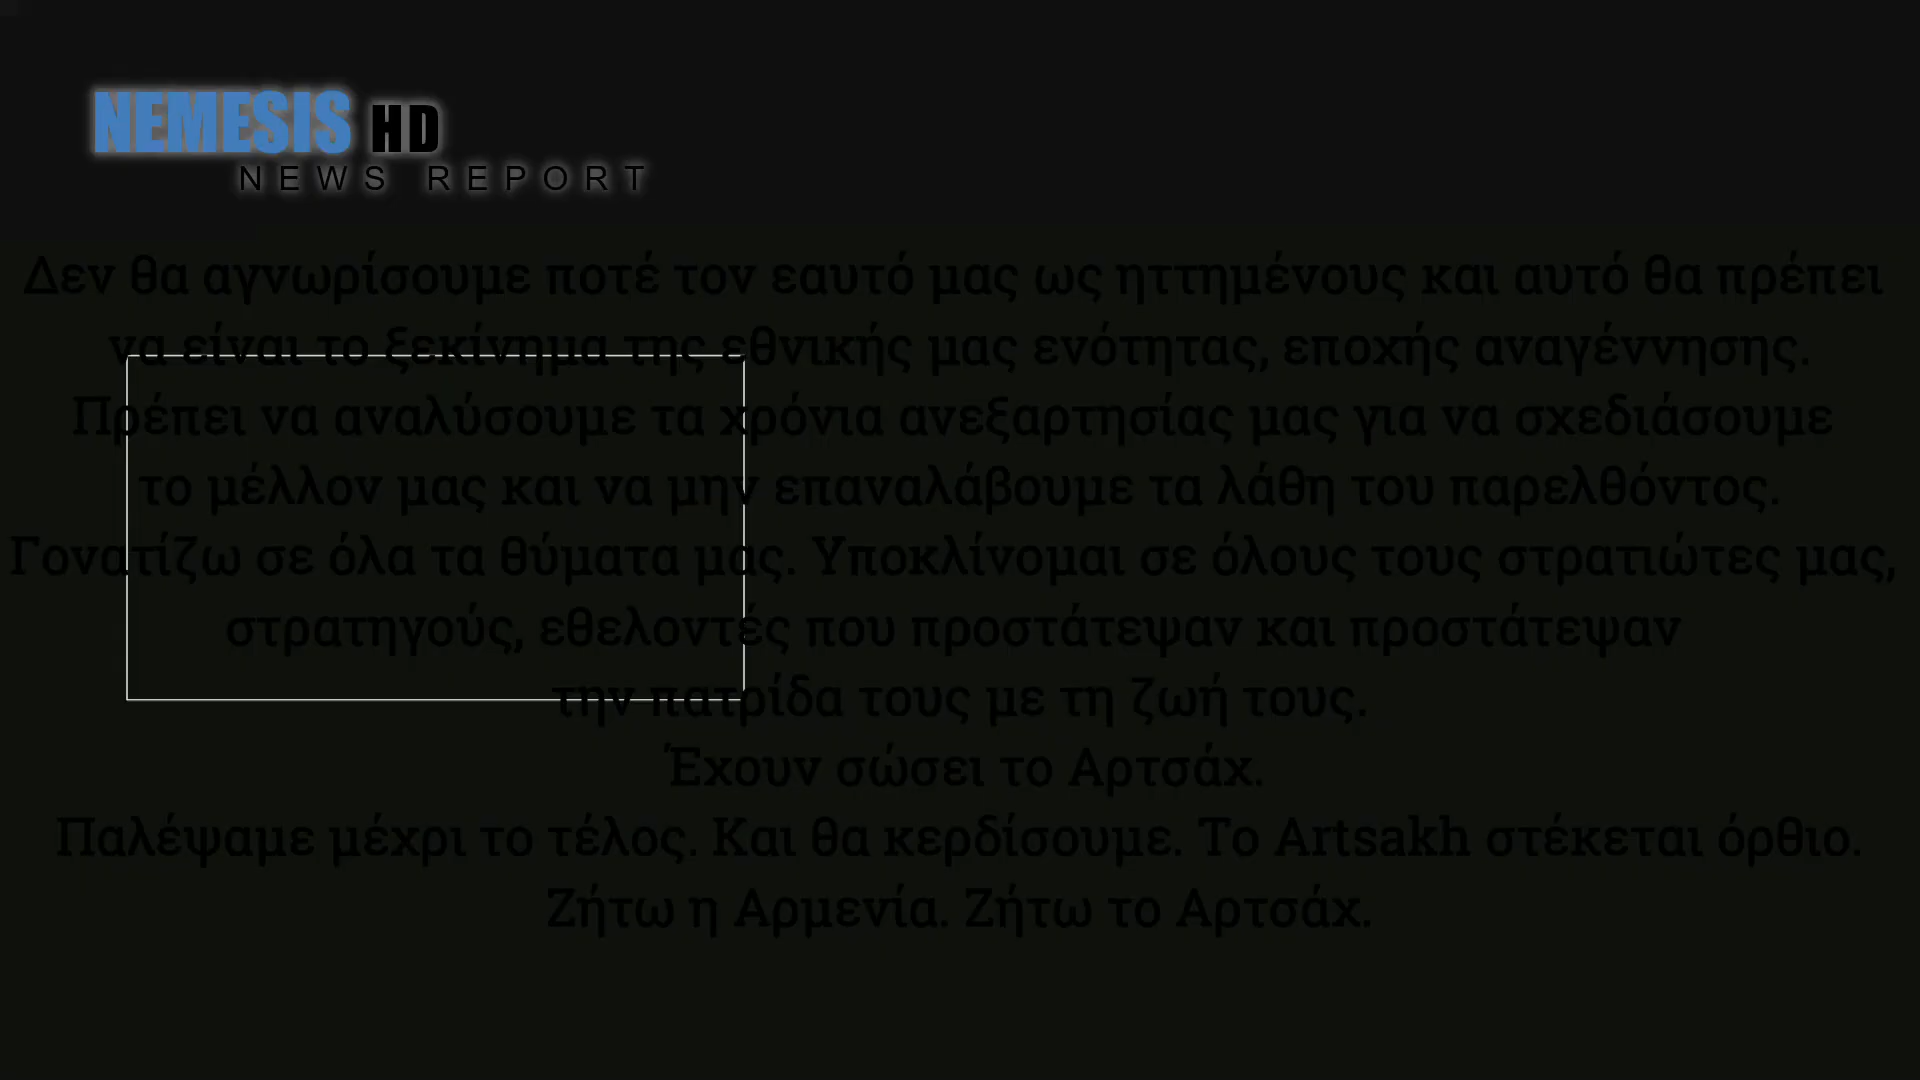 NEMESIS HD
NEWS REPORT
Δεν θα αγνωρίσουμε ποτέ τον εαυτό μας ως ηττημένους και αυτό θα πρέπει
να είναι το ξεκίνημα της εθνικής μας ενότητας, εποχής αναγέννησης.
Πρέπει να αναλύσουμε τα χρόνια ανεξαρτησίας μας για να σχεδιάσουμε
το μέλλον μας και να μην επαναλάβουμε τα λάθη του παρελθόντος.
Γονατίζω σε όλα τα θύματα μας. Υποκλίνομαι σε όλους τους στρατιώτες μας,
στρατηγούς, εθελοντές που προστάτεψαν και προστάτεψαν
την πατρίδα τους με τη ζωή τους.
Έχουν σώσει το Αρτσάχ.
Παλέψαμε μέχρι το τέλος. Και θα κερδίσουμε. Το Artsakh στέκεται όρθιο.
Ζήτω η Αρμενία. Ζήτω το Αρτσάχ.